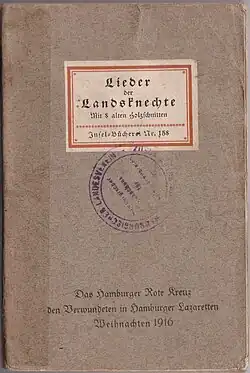 Lieder
der
Landsknechte
Mit 8 alten Holzschnitten
Insel-Bücherei Nr. 158
Das Hamburger Rote Kreuz
den Verwundeten in Hamburger Lazaretten
Weihnachten 1916